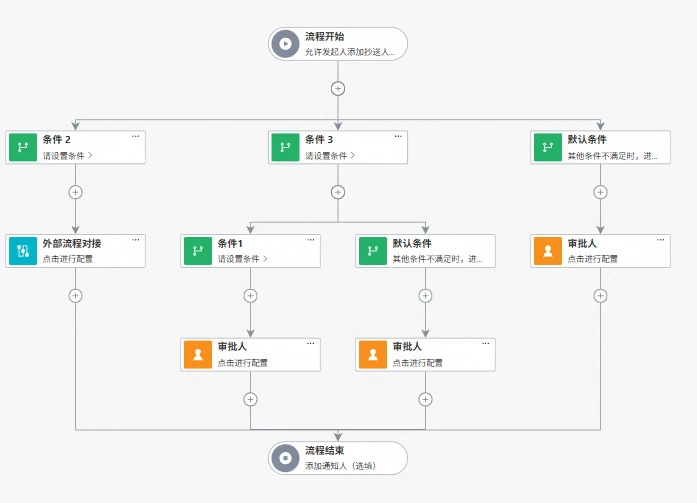 流程开始
允许发起人添加抄送人...
条件 2
请设置条件 >
条件 3
请设置条件 >
默认条件
其他条件不满足时，进...
外部流程对接
点击进行配置
条件1
请设置条件 >
默认条件
其他条件不满足时，进...
审批人
点击进行配置
审批人
点击进行配置
审批人
点击进行配置
流程结束
添加通知人（选填）